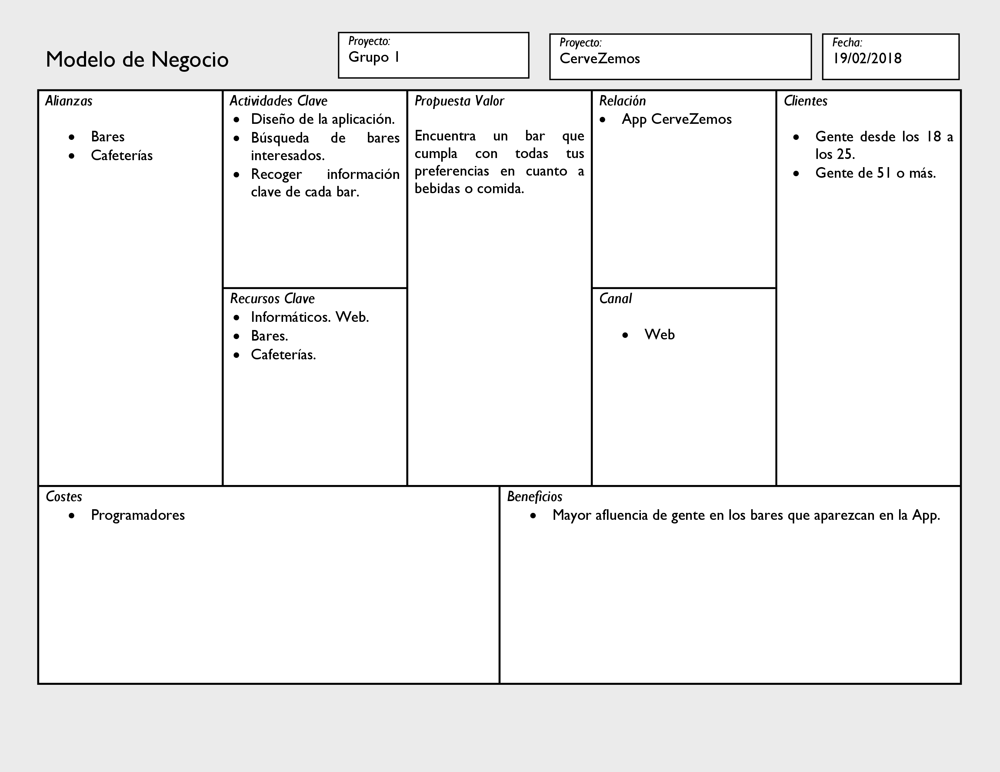 Modelo de Negocio
Proyecto:
Grupo 1
Proyecto:
CerveZemos
Fecha:
19/02/2018
Alianzas
• Bares
• Cafeterías
Actividades Clave
• Diseño de la aplicación.
• Búsqueda de bares
interesados.
• Recoger información
clave de cada bar.
Recursos Clave
• Informáticos. Web.
• Bares.
• Cafeterías.
Propuesta Valor
Encuentra un bar que
cumpla con todas tus
preferencias en cuanto a
bebidas o comida.
Relación
• App CerveZemos
Canal
• Web
Clientes
• Gente desde los 18 a
los 25.
• Gente de 51 o más.
Costes
• Programadores
Beneficios
• Mayor afluencia de gente en los bares que aparezcan en la App.